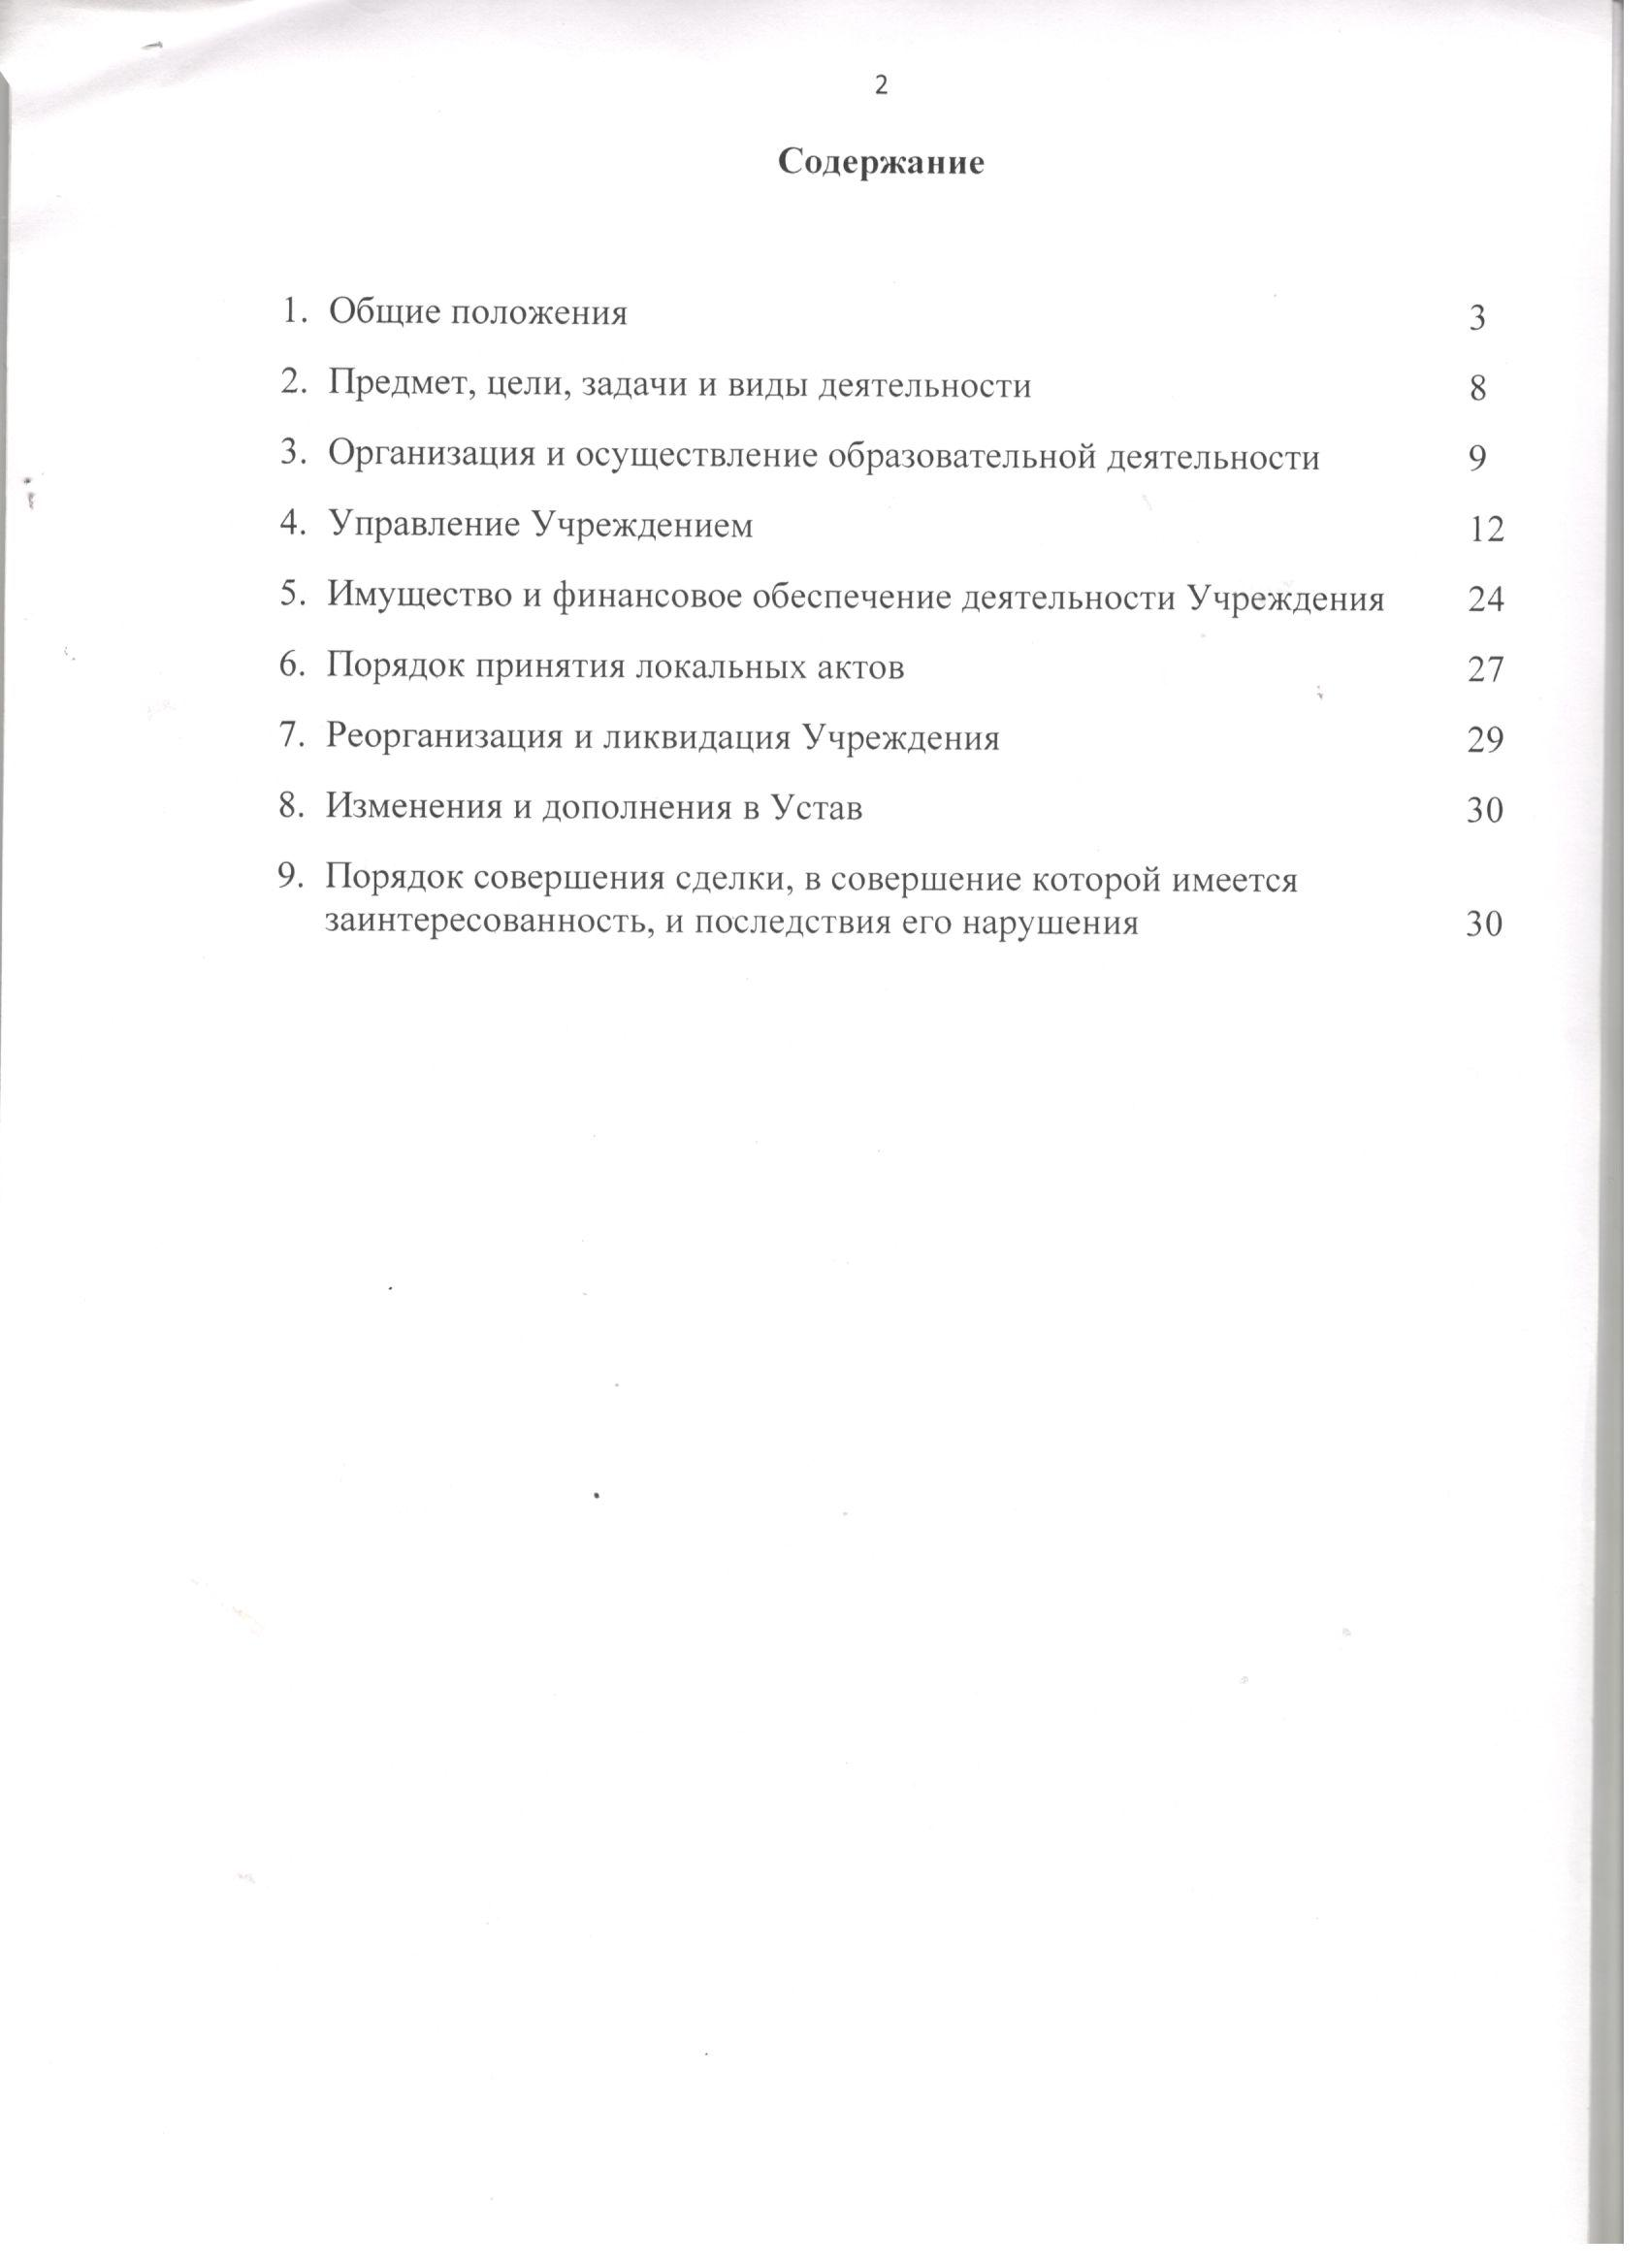 2
Содержание
1. Общие положения 3
2. Предмет, цели, задачи и виды деятельности 8
3. Организация и осуществление образовательной деятельности 9
4. Управление Учреждением 12
5. Имущество и финансовое обеспечение деятельности Учреждения 24
6. Порядок принятия локальных актов 27
7. Реорганизация и ликвидация Учреждения 29
8. Изменения и дополнения в Устав 30
9. Порядок совершения сделки, в совершение которой имеется
заинтересованность, и последствия его нарушения 30